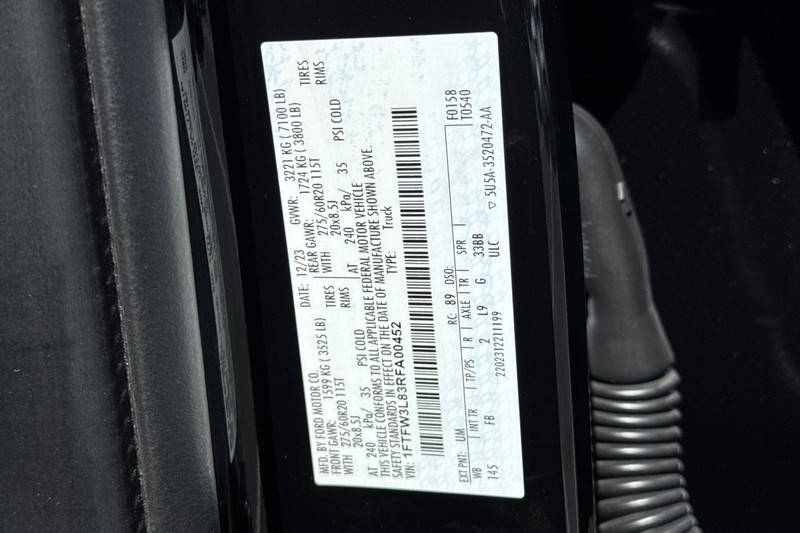 MFD. BY FORD MOTOR CO. DATE: 12/23 GVWR: 3221 KG ( 7100 LB)
FRONT GAWR: 1599 KG ( 3525 LB) REAR GAWR: 1724 KG ( 3800 LB)
WITH 275/60R20 115T TIRES WITH 275/60R20 115T TIRES
20x8.5J RIMS 20x8.5J RIMS
AT 240 kPa/ 35 PSI COLD AT 240 kPa/ 35 PSI COLD
THIS VEHICLE CONFORMS TO ALL APPLICABLE FEDERAL MOTOR VEHICLE
SAFETY STANDARDS IN EFFECT ON THE DATE OF MANUFACTURE SHOWN ABOVE.
VIN: 1FTFW3L83RFA00452 TYPE: Truck
F0158
T0540
EXT PNT: UM RC: 89 DSO:
WB INT TR TP/PS R AXLE TR SPR
145 FB 2 L9 G 33BB
2202312211199 ULC ▽ 5U5A-3520472-AA